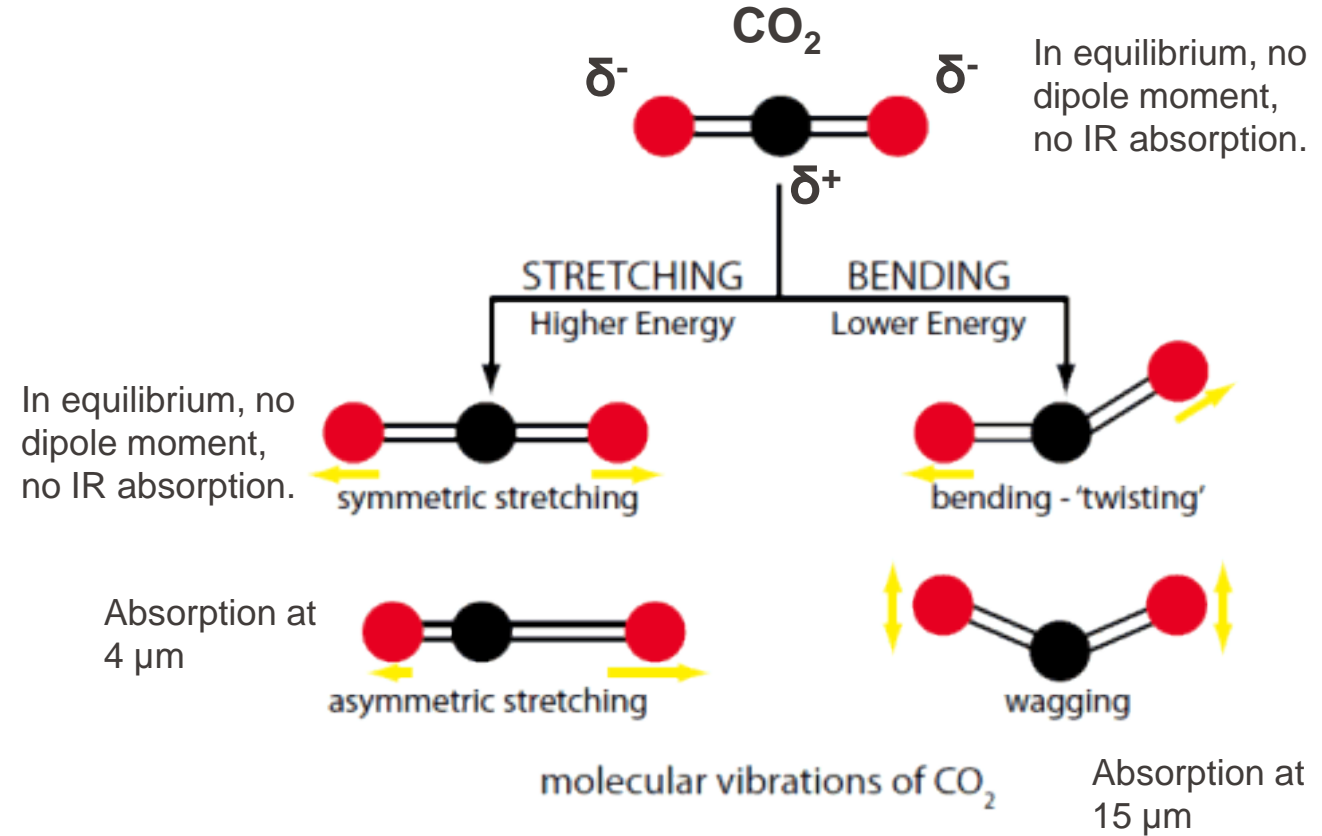 CO₂
δ⁻
δ⁻
δ⁺
In equilibrium, no
dipole moment,
no IR absorption.
STRETCHING
Higher Energy
BENDING
Lower Energy
In equilibrium, no
dipole moment,
no IR absorption.
symmetric stretching
bending - ‘twisting’
Absorption at
4 μm
asymmetric stretching
wagging
molecular vibrations of CO₂
Absorption at
15 μm